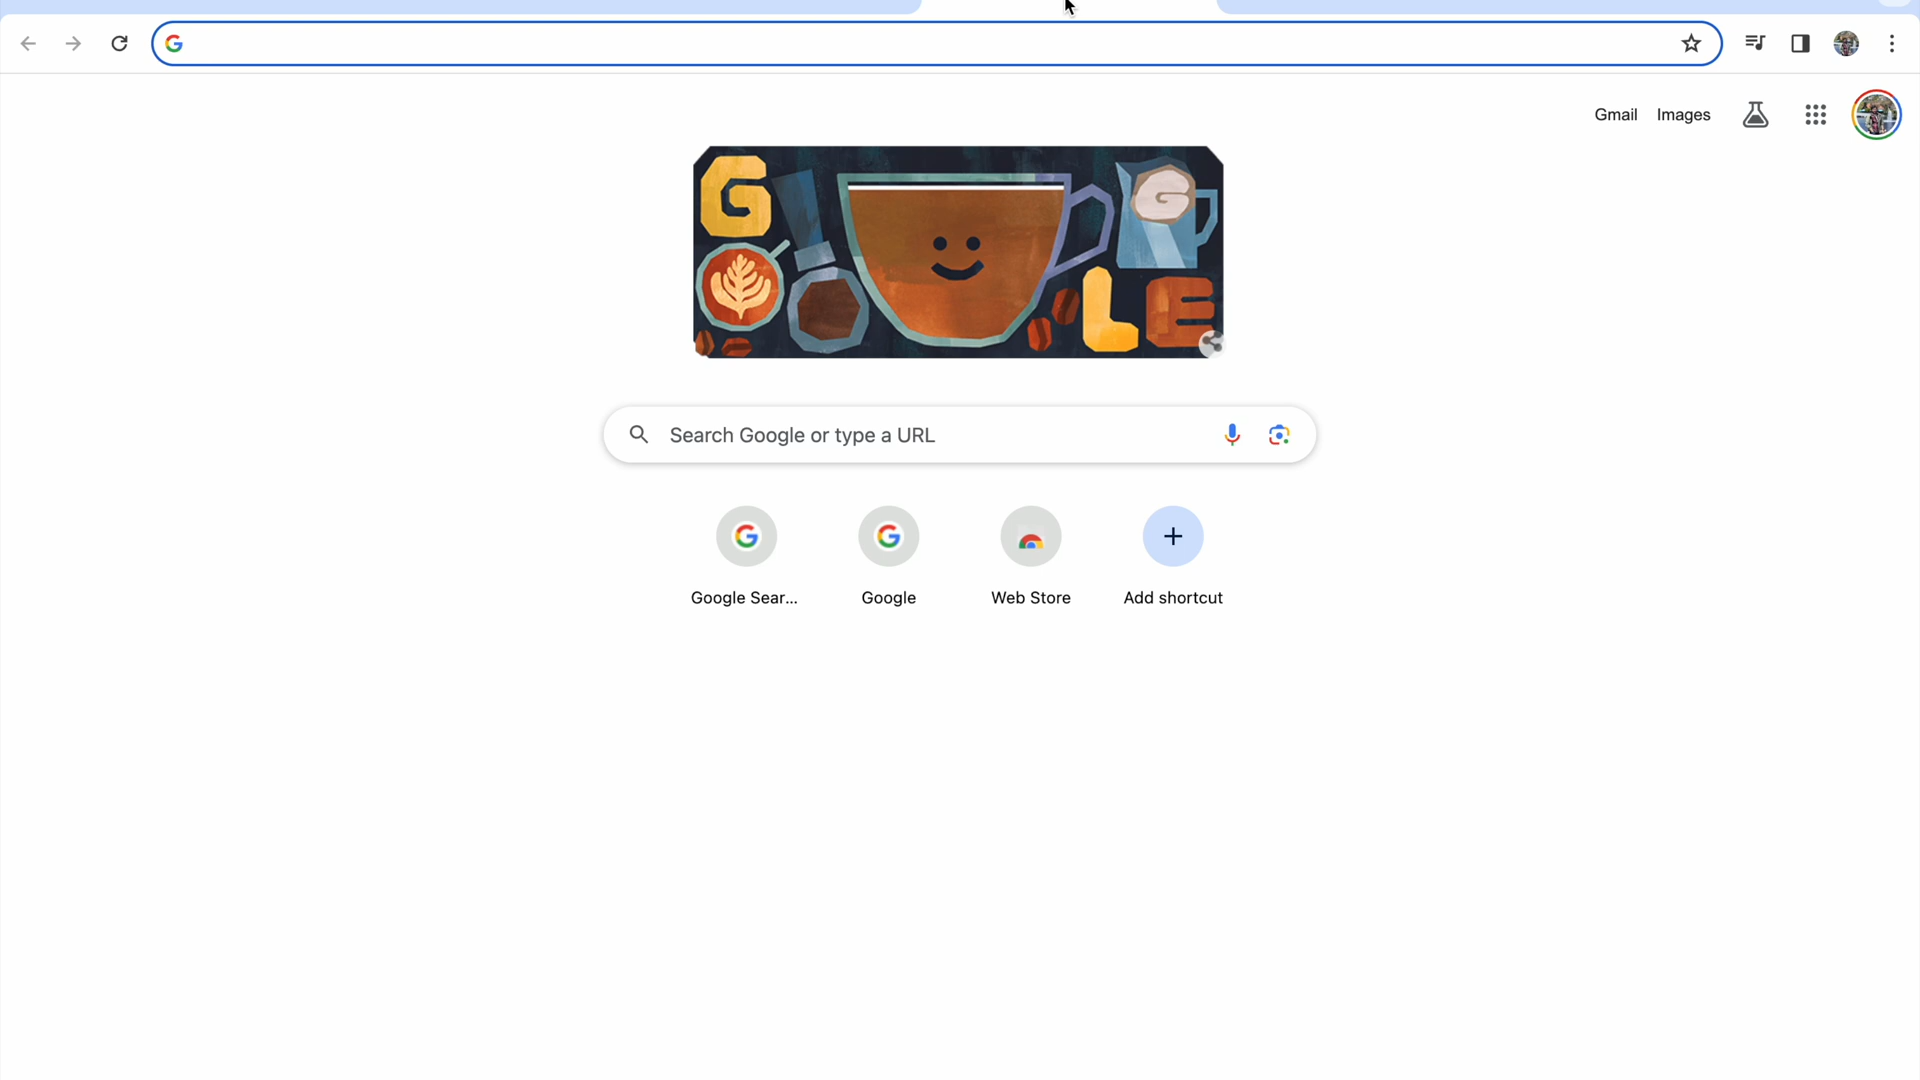 Gmail Images
G
G
L E
Search Google or type a URL
Google Sear... Google Web Store Add shortcut